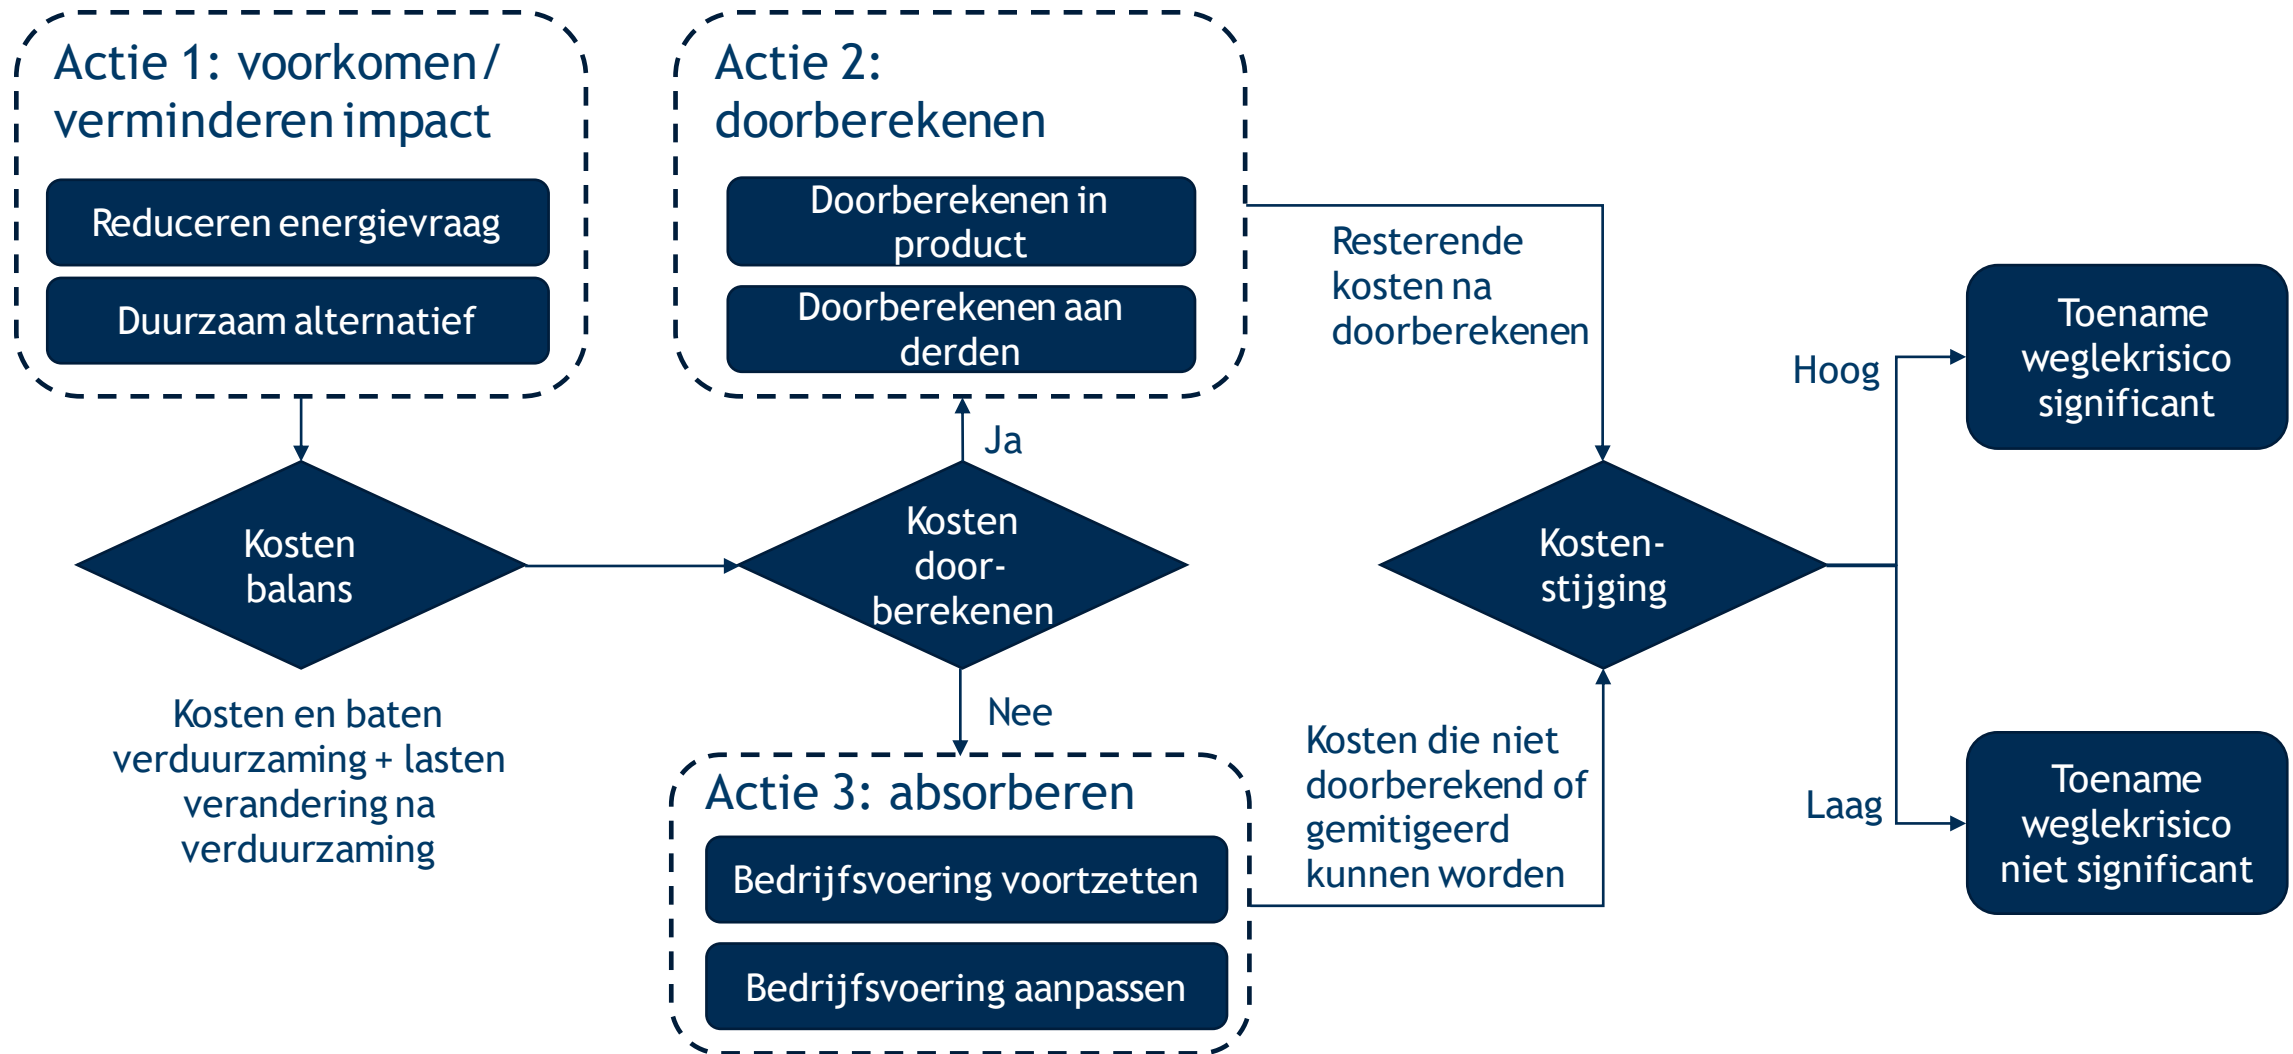 Actie 1: voorkomen/
verminderen impact
Reduceren energievraag
Duurzaam alternatief
Kosten
balans
Kosten en baten
verduurzaming + lasten
verandering na
verduurzaming
Actie 2:
doorberekenen
Doorberekenen in
product
Doorberekenen aan
derden
Ja
Kosten
door-
berekenen
Nee
Actie 3: absorberen
Bedrijfsvoering voortzetten
Bedrijfsvoering aanpassen
Resterende
kosten na
doorberekenen
Kosten-
stijging
Kosten die niet
doorberekend of
gemitigeerd
kunnen worden
Hoog
Toename
weglekrisico
significant
Laag
Toename
weglekrisico
niet significant